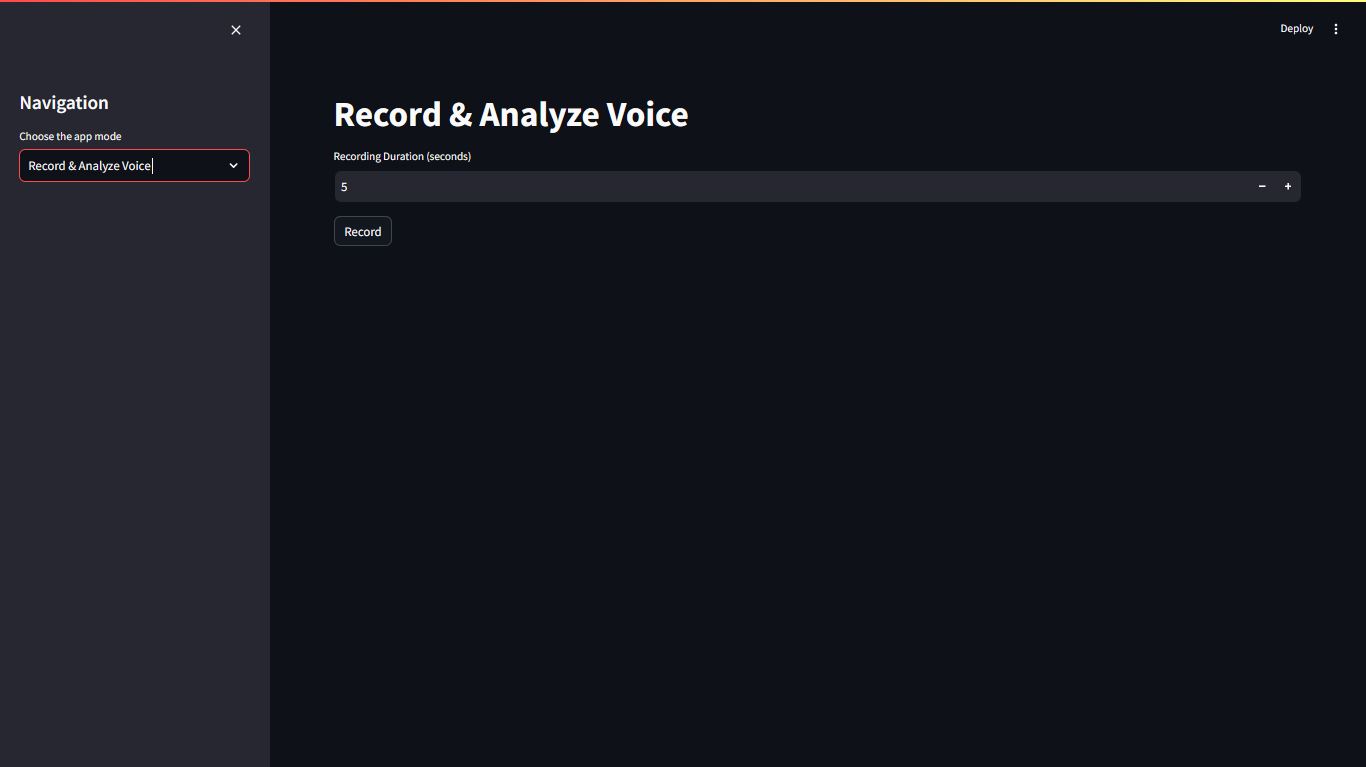 Deploy
Navigation
Choose the app mode
Record & Analyze Voice
Record & Analyze Voice
Recording Duration (seconds)
5
Record